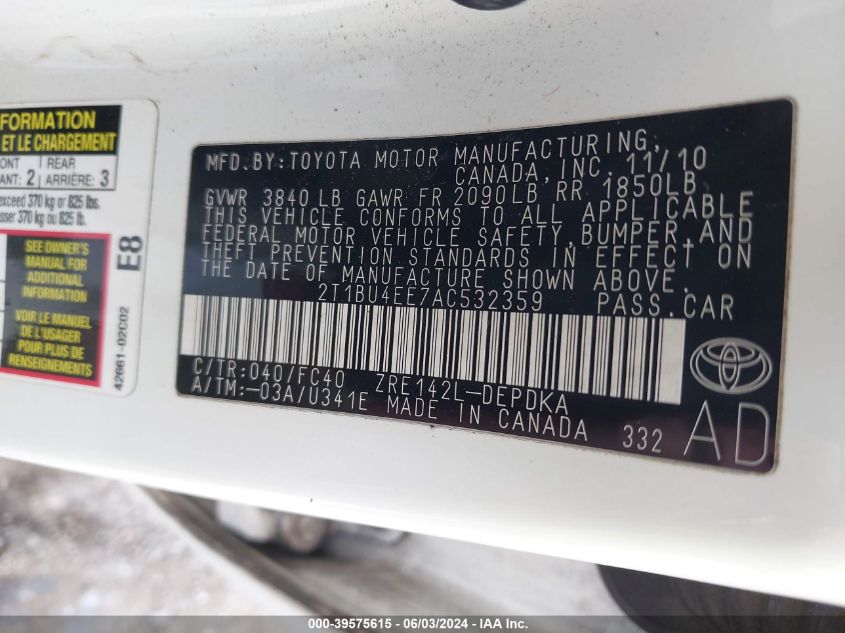 FORMATION
ET LE CHARGEMENT
ONT 2 REAR 3
ANT: ARRIÈRE:
exceed 370 kg or 825 lbs.
sser 370 kg ou 825 lb.
SEE OWNER'S
MANUAL FOR
ADDITIONAL
INFORMATION
VOIR LE MANUEL
DE L'USAGER
POUR PLUS DE
RENSEIGNEMENTS
E8
42661-02C02
MFD.BY:TOYOTA MOTOR MANUFACTURING,
CANADA,INC. 11/10
GVWR 3840 LB GAWR FR 2090LB RR 1850LB
THIS VEHICLE CONFORMS TO ALL APPLICABLE
FEDERAL MOTOR VEHICLE SAFETY,BUMPER,AND
THEFT PREVENTION STANDARDS IN EFFECT ON
THE DATE OF MANUFACTURE SHOWN ABOVE.
2T1BU4EE7AC532359 PASS.CAR
C/TR:040/FC40 ZRE142L-DEPDKA
A/TM:-03A/U341E MADE IN CANADA 332
AD
000-39575615 - 06/03/2024 - IAA, Inc.